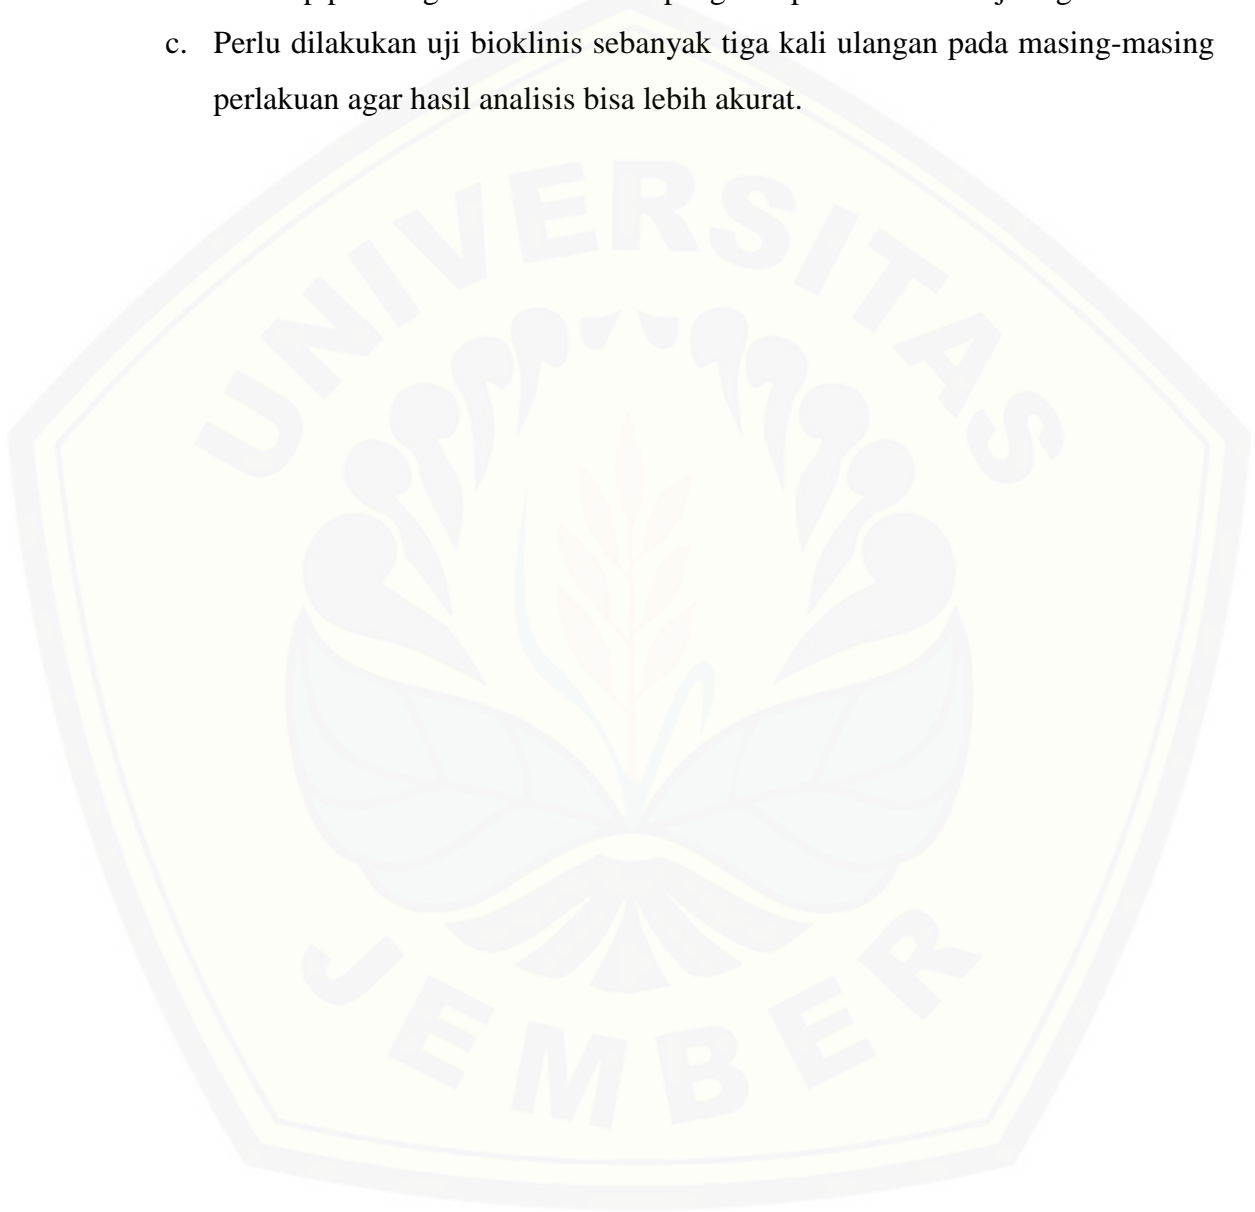 c. Perlu dilakukan uji bioklinis sebanyak tiga kali ulangan pada masing-masing
perlakuan agar hasil analisis bisa lebih akurat.
UNIVERSITAS
JEMBER